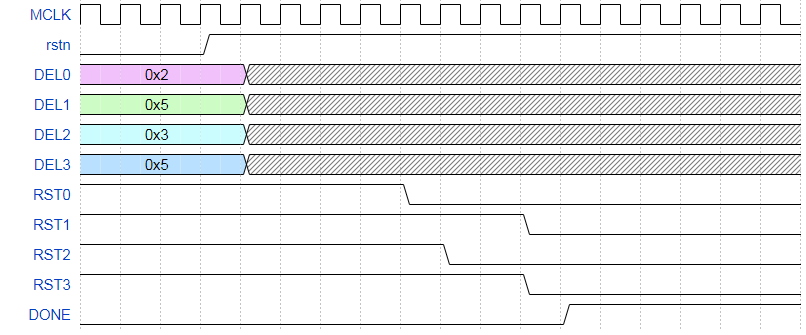 MCLK
rstn
DEL0 0x2
DEL1 0x5
DEL2 0x3
DEL3 0x5
RST0
RST1
RST2
RST3
DONE